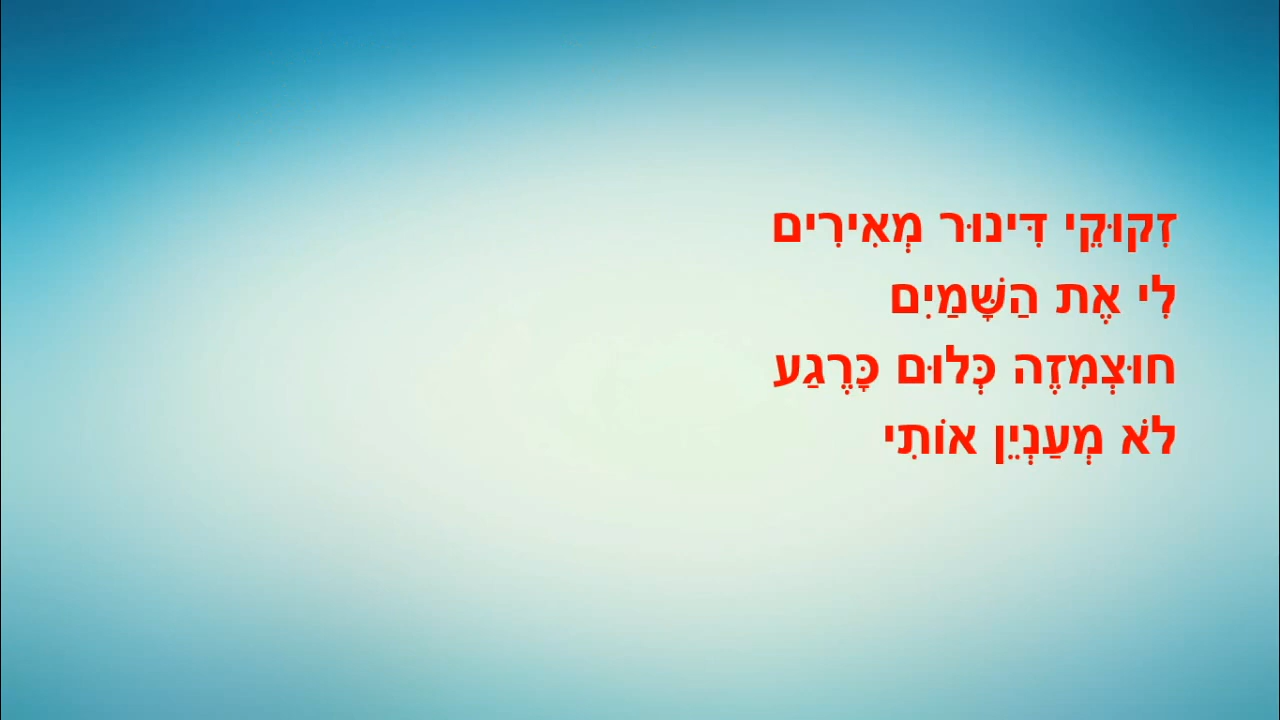 זִקוּקֵי דִּינוּר מְאִירִים
לִי אֶת הַשָּׁמַיִם
חוּצְמִזֶה כְּלוּם כָּרֶגַע
לֹא מְעַנְיֵן אוֹתִי